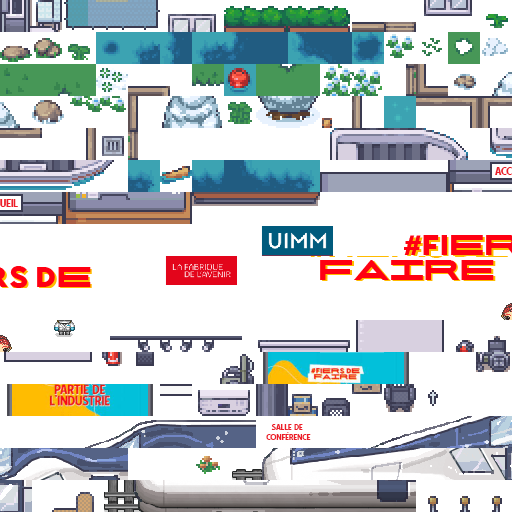 ACC
UEIL
UIMM
#FIER
RS DE
FAIRE
LA FABRIQUE
DE L'AVENIR
#FIERS DE
FAIRE
PARTIE DE
L'INDUSTRIE
SALLE DE
CONFÉRENCE